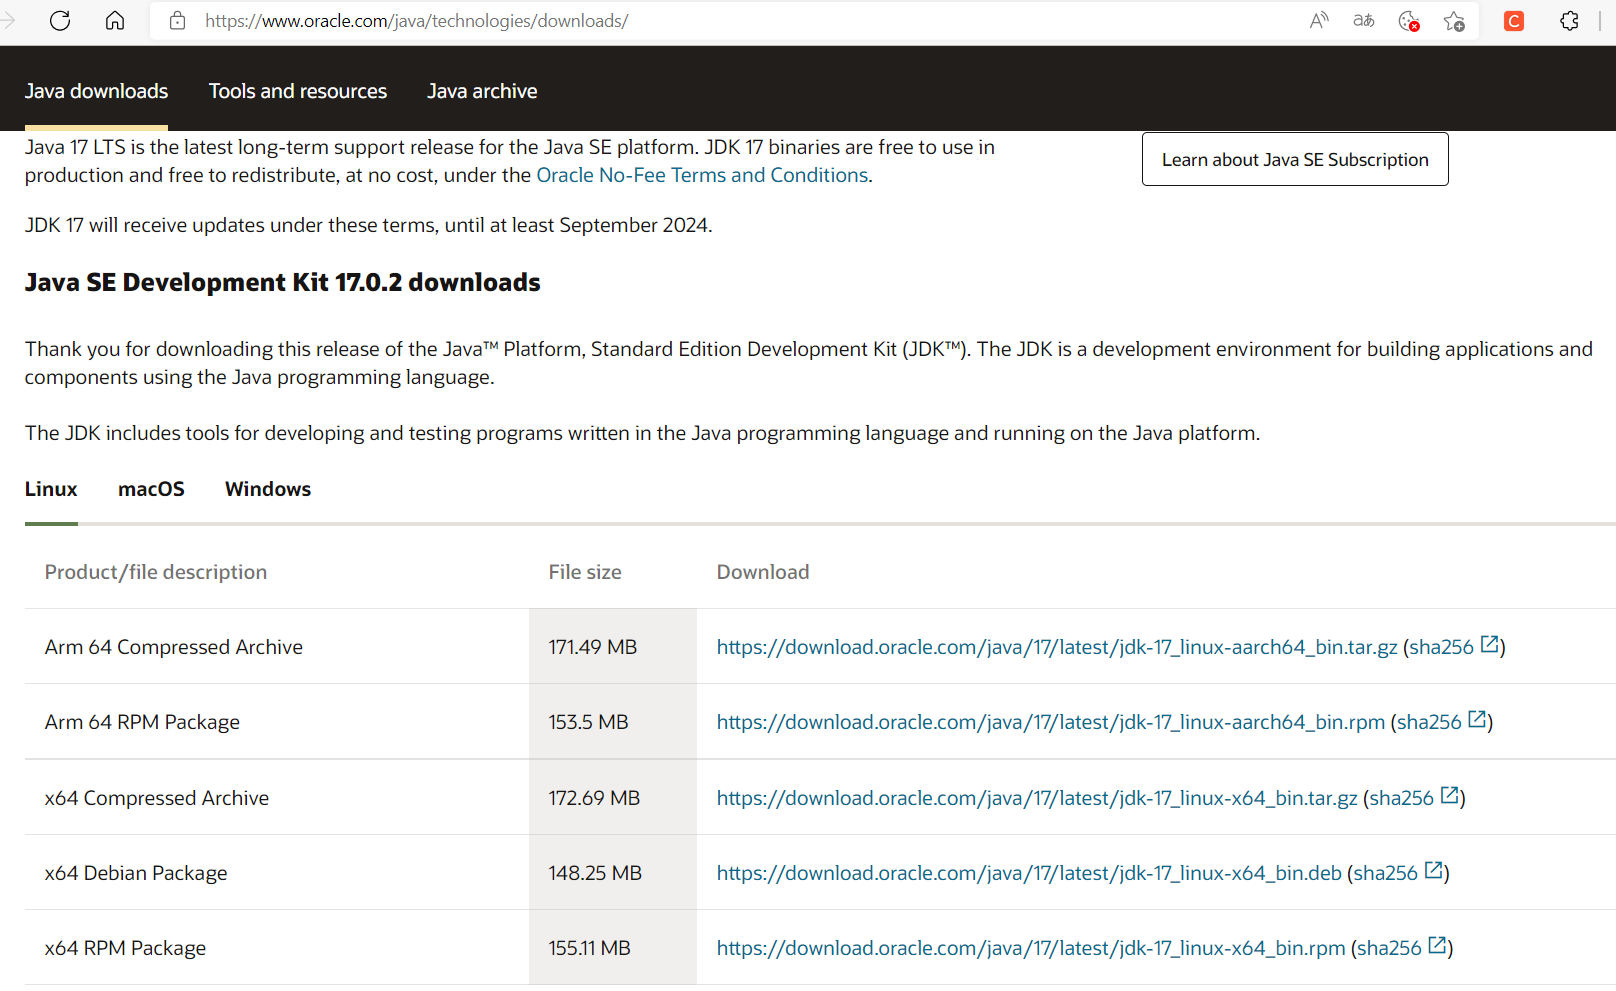 https://www.oracle.com/java/technologies/downloads/
Java downloads Tools and resources Java archive
Java 17 LTS is the latest long-term support release for the Java SE platform. JDK 17 binaries are free to use in
production and free to redistribute, at no cost, under the Oracle No-Fee Terms and Conditions.
Learn about Java SE Subscription
JDK 17 will receive updates under these terms, until at least September 2024.
Java SE Development Kit 17.0.2 downloads
Thank you for downloading this release of the Java™ Platform, Standard Edition Development Kit (JDK™). The JDK is a development environment for building applications and
components using the Java programming language.
The JDK includes tools for developing and testing programs written in the Java programming language and running on the Java platform.
Linux macOS Windows
Product/file description File size Download
Arm 64 Compressed Archive 171.49 MB https://download.oracle.com/java/17/latest/jdk-17_linux-aarch64_bin.tar.gz (sha256)
Arm 64 RPM Package 153.5 MB https://download.oracle.com/java/17/latest/jdk-17_linux-aarch64_bin.rpm (sha256)
x64 Compressed Archive 172.69 MB https://download.oracle.com/java/17/latest/jdk-17_linux-x64_bin.tar.gz (sha256)
x64 Debian Package 148.25 MB https://download.oracle.com/java/17/latest/jdk-17_linux-x64_bin.deb (sha256)
x64 RPM Package 155.11 MB https://download.oracle.com/java/17/latest/jdk-17_linux-x64_bin.rpm (sha256)